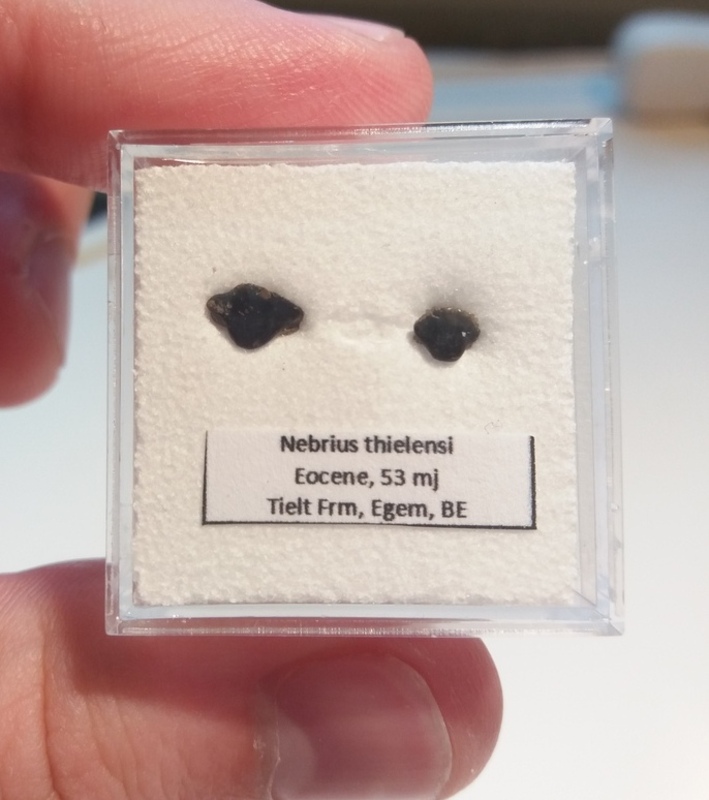 Nebrius thielensi
Eocene, 53 mj
Tielt Frm, Egem, BE